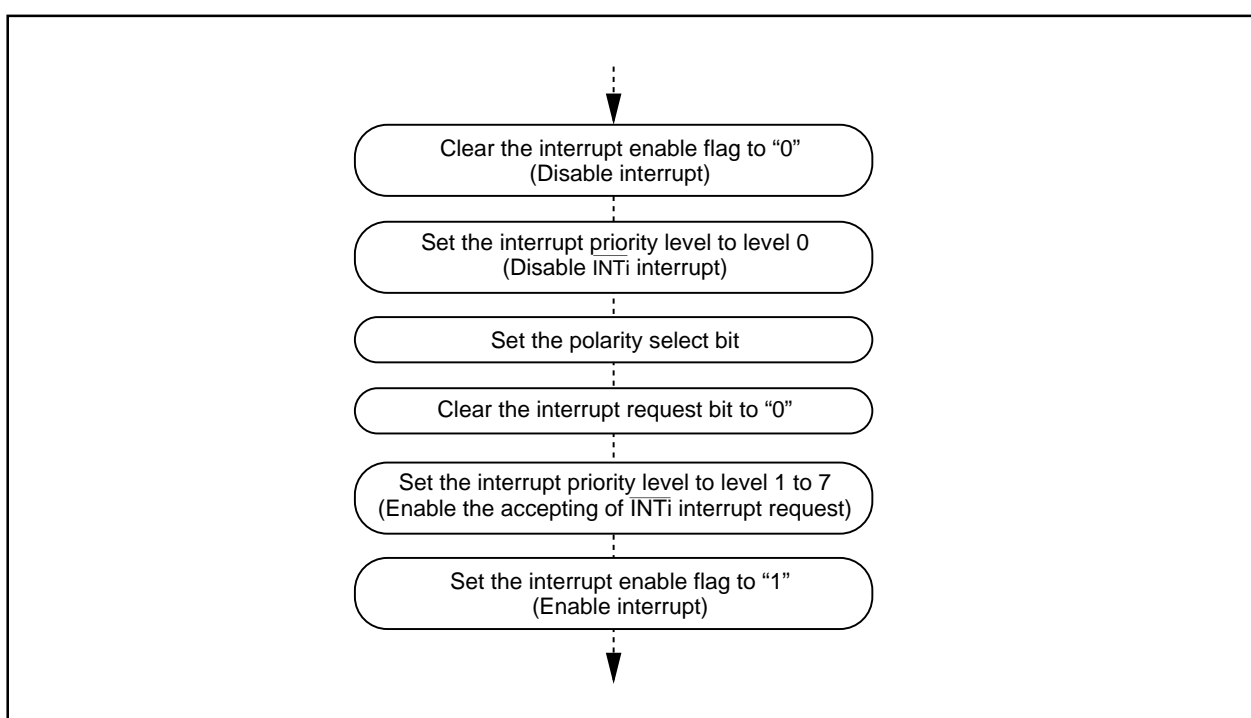 Clear the interrupt enable flag to “0”
(Disable interrupt)
Set the interrupt priority level to level 0
(Disable INTi interrupt)
Set the polarity select bit
Clear the interrupt request bit to “0”
Set the interrupt priority level to level 1 to 7
(Enable the accepting of INTi interrupt request)
Set the interrupt enable flag to “1”
(Enable interrupt)